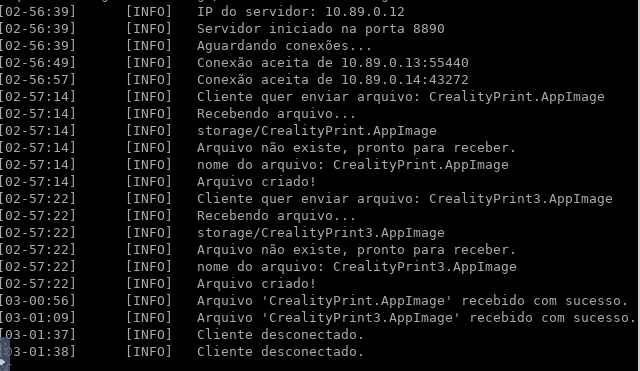 [02-56:39] [INFO] IP do servidor: 10.89.0.12
[02-56:39] [INFO] Servidor iniciado na porta 8890
[02-56:39] [INFO] Aguardando conexões...
[02-56:49] [INFO] Conexão aceita de 10.89.0.13:55440
[02-56:57] [INFO] Conexão aceita de 10.89.0.14:43272
[02-57:14] [INFO] Cliente quer enviar arquivo: CrealityPrint.AppImage
[02-57:14] [INFO] Recebendo arquivo...
[02-57:14] [INFO] storage/CrealityPrint.AppImage
[02-57:14] [INFO] Arquivo não existe, pronto para receber.
[02-57:14] [INFO] nome do arquivo: CrealityPrint.AppImage
[02-57:14] [INFO] Arquivo criado!
[02-57:22] [INFO] Cliente quer enviar arquivo: CrealityPrint3.AppImage
[02-57:22] [INFO] Recebendo arquivo...
[02-57:22] [INFO] storage/CrealityPrint3.AppImage
[02-57:22] [INFO] Arquivo não existe, pronto para receber.
[02-57:22] [INFO] nome do arquivo: CrealityPrint3.AppImage
[02-57:22] [INFO] Arquivo criado!
[03-00:56] [INFO] Arquivo 'CrealityPrint.AppImage' recebido com sucesso.
[03-01:09] [INFO] Arquivo 'CrealityPrint3.AppImage' recebido com sucesso.
[03-01:37] [INFO] Cliente desconectado.
03-01:38] [INFO] Cliente desconectado.